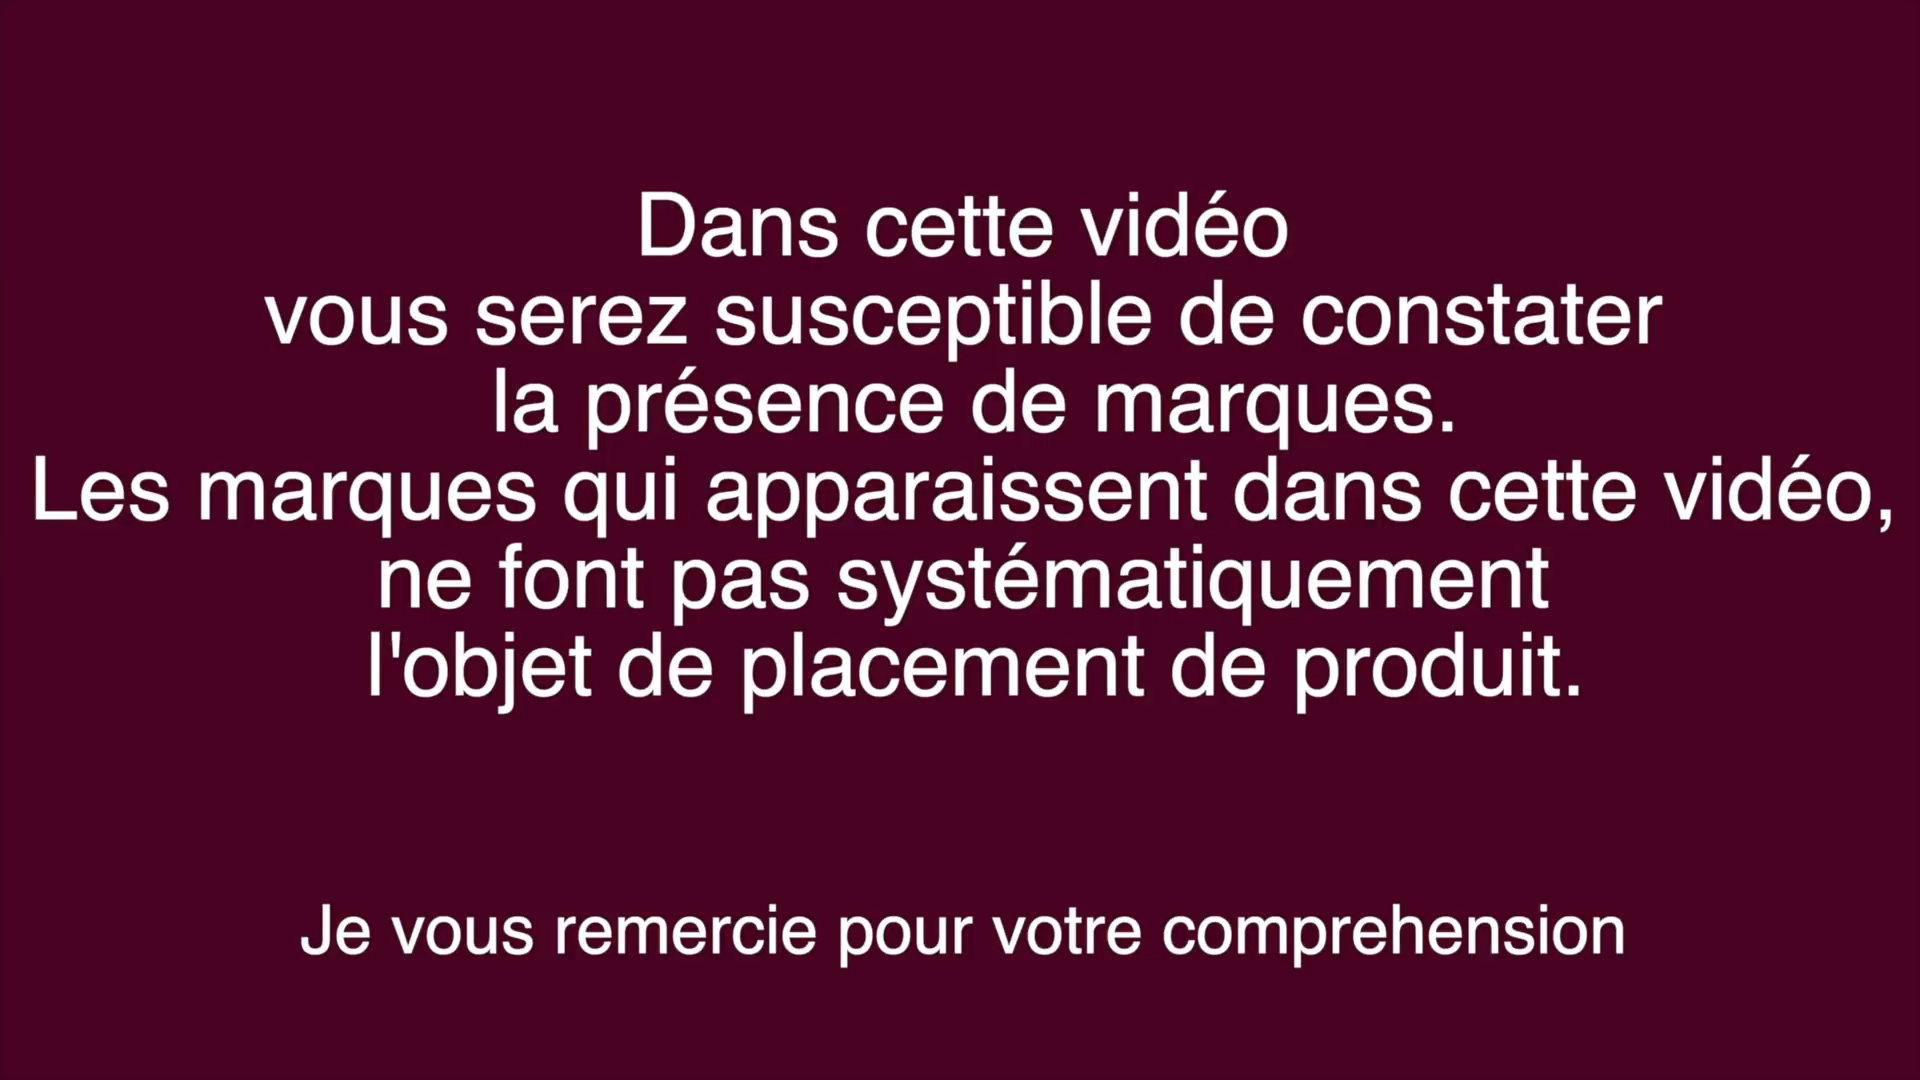 Dans cette vidéo
vous serez susceptible de constater
la présence de marques.
Les marques qui apparaissent dans cette vidéo,
ne font pas systématiquement
l'objet de placement de produit.
Je vous remercie pour votre comprehension